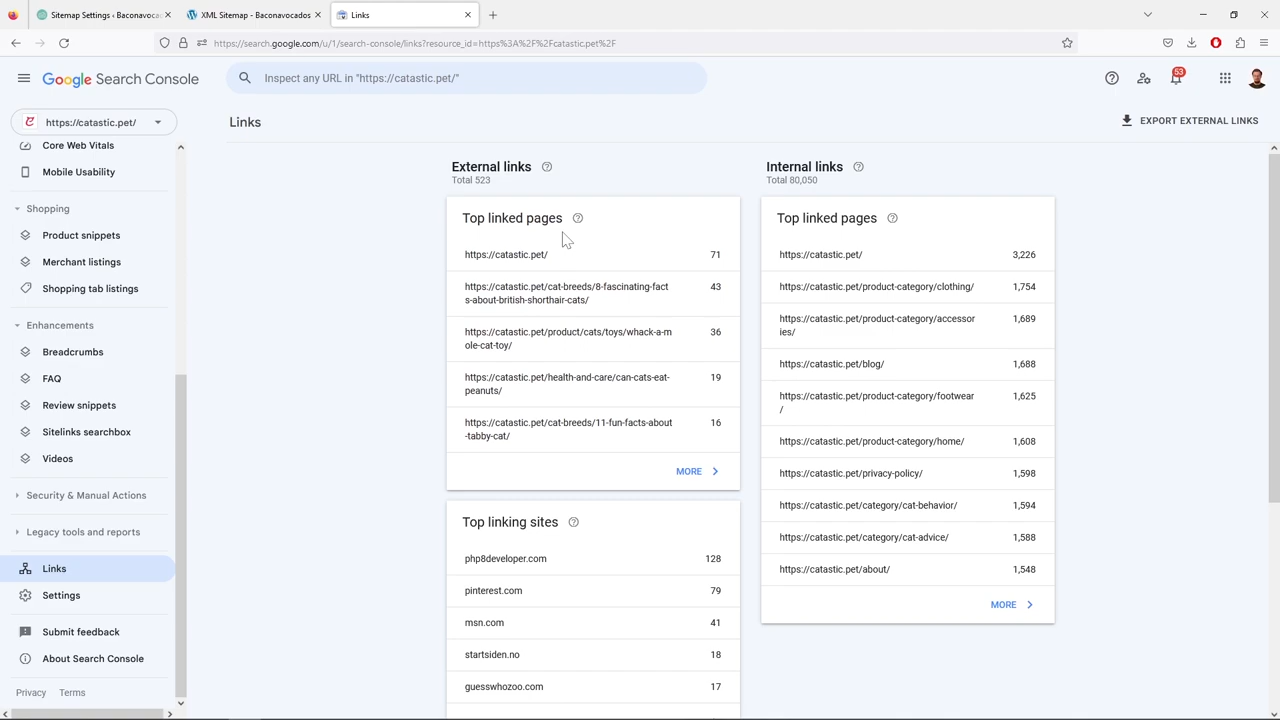 Sitemap Settings ‹ Baconavocad
XML Sitemap - Baconavocados
Links
https://search.google.com/u/1/search-console/links?resource_id=https%3A%2F%2Fcatastic.pet%2F
Google Search Console
Inspect any URL in "https://catastic.pet/"
53
https://catastic.pet/
Links
EXPORT EXTERNAL LINKS
Core Web Vitals
Mobile Usability
Shopping
Product snippets
Merchant listings
Shopping tab listings
Enhancements
Breadcrumbs
FAQ
Review snippets
Sitelinks searchbox
Videos
Security & Manual Actions
Legacy tools and reports
Links
Settings
Submit feedback
About Search Console
Privacy Terms
External links
Total 523
Top linked pages
https://catastic.pet/ 71
https://catastic.pet/cat-breeds/8-fascinating-fact
s-about-british-shorthair-cats/ 43
https://catastic.pet/product/cats/toys/whack-a-m
ole-cat-toy/ 36
https://catastic.pet/health-and-care/can-cats-eat-
peanuts/ 19
https://catastic.pet/cat-breeds/11-fun-facts-about
-tabby-cat/ 16
MORE
Top linking sites
php8developer.com 128
pinterest.com 79
msn.com 41
startsiden.no 18
guesswhozoo.com 17
Internal links
Total 80,050
Top linked pages
https://catastic.pet/ 3,226
https://catastic.pet/product-category/clothing/ 1,754
https://catastic.pet/product-category/accessor
ies/ 1,689
https://catastic.pet/blog/ 1,688
https://catastic.pet/product-category/footwear
/ 1,625
https://catastic.pet/product-category/home/ 1,608
https://catastic.pet/privacy-policy/ 1,598
https://catastic.pet/category/cat-behavior/ 1,594
https://catastic.pet/category/cat-advice/ 1,588
https://catastic.pet/about/ 1,548
MORE